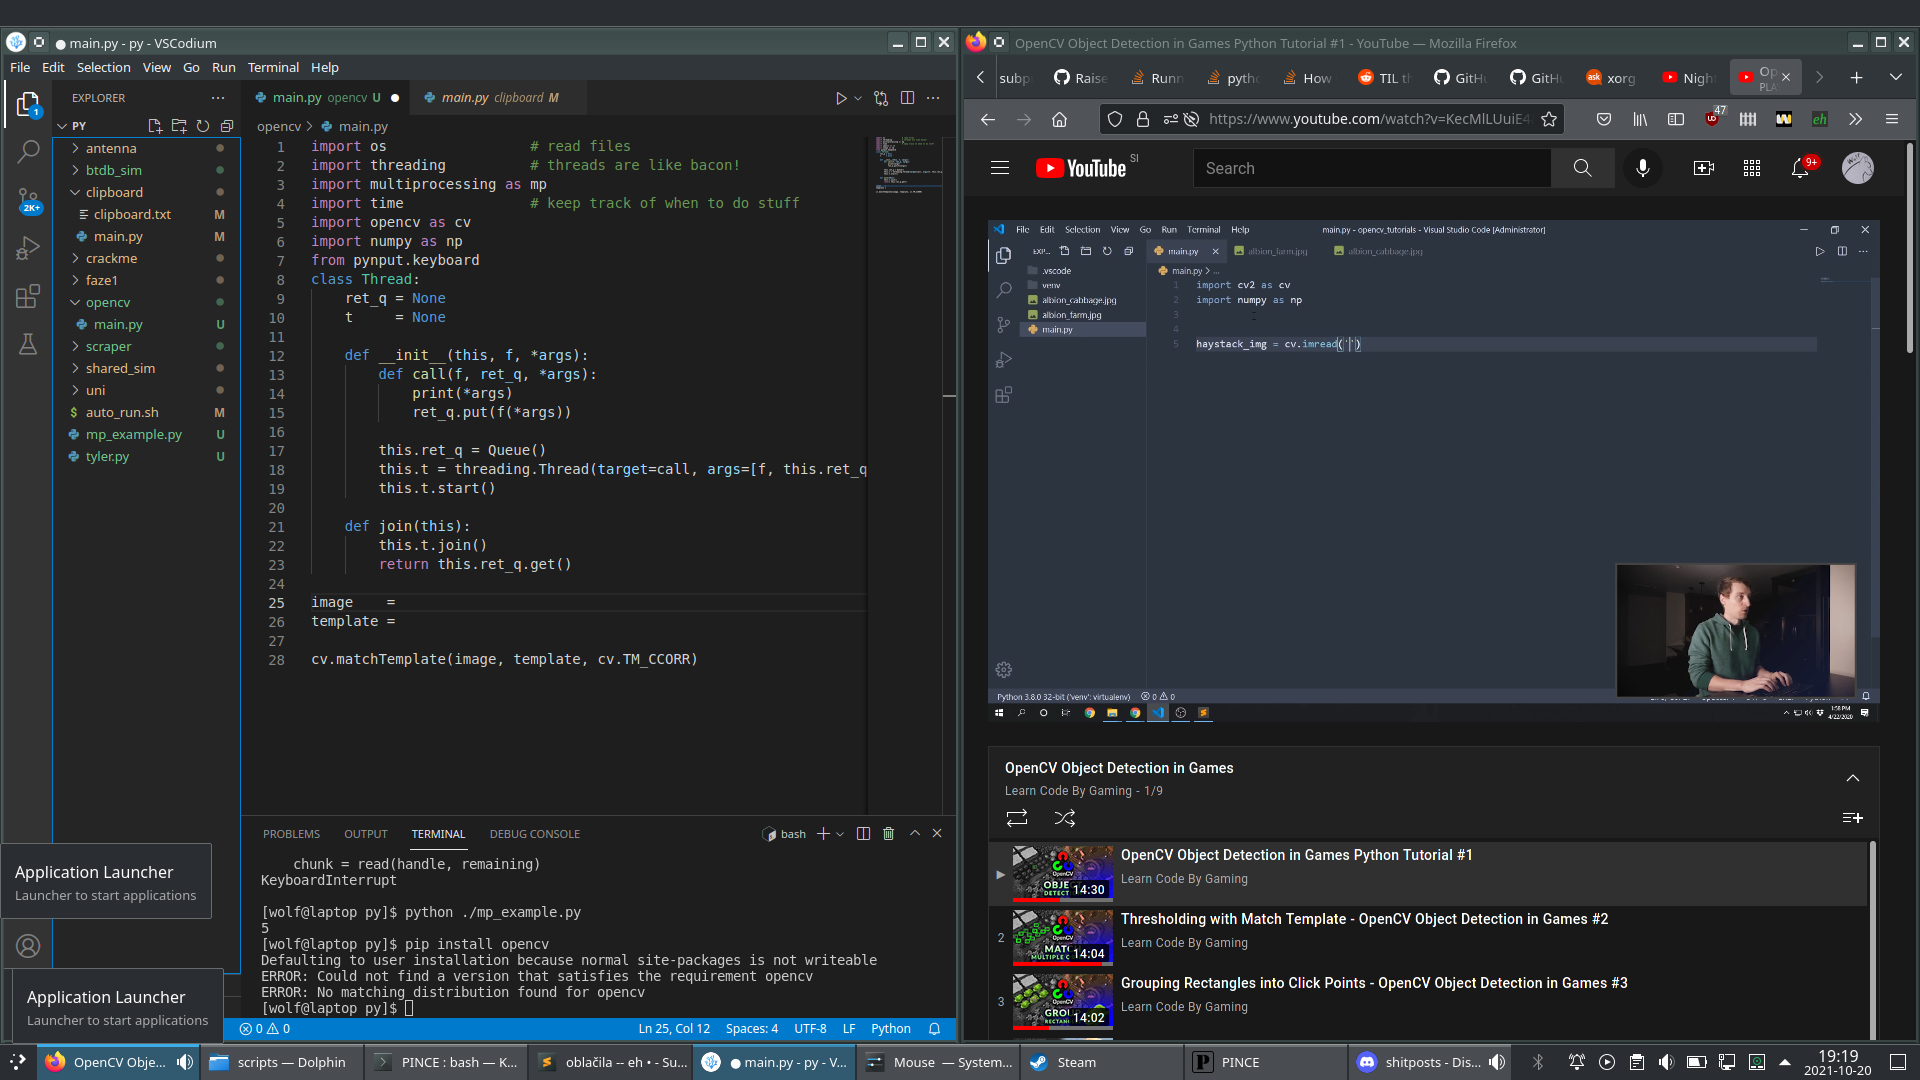 main.py - py - VSCodium
File Edit Selection View Go Run Terminal Help
EXPLORER
PY
antenna
btdb_sim
clipboard
clipboard.txt M
main.py M
crackme
faze1
opencv
main.py U
scraper
shared_sim
uni
$ auto_run.sh M
mp_example.py U
tyler.py U
1
2K+
main.py opencv U
main.py clipboard M
opencv > main.py
1 import os # read files
2 import threading # threads are like bacon!
3 import multiprocessing as mp
4 import time # keep track of when to do stuff
5 import opencv as cv
6 import numpy as np
7 from pynput.keyboard
8 class Thread:
9 ret_q = None
10 t = None
11
12 def __init__(this, f, *args):
13 def call(f, ret_q, *args):
14 print(*args)
15 ret_q.put(f(*args))
16
17 this.ret_q = Queue()
18 this.t = threading.Thread(target=call, args=[f, this.ret_q
19 this.t.start()
20
21 def join(this):
22 this.t.join()
23 return this.ret_q.get()
24
25 image =
26 template =
27
28 cv.matchTemplate(image, template, cv.TM_CCORR)
PROBLEMS OUTPUT TERMINAL DEBUG CONSOLE
bash
chunk = read(handle, remaining)
KeyboardInterrupt
[wolf@laptop py]$ python ./mp_example.py
5
[wolf@laptop py]$ pip install opencv
Defaulting to user installation because normal site-packages is not writeable
ERROR: Could not find a version that satisfies the requirement opencv
ERROR: No matching distribution found for opencv
[wolf@laptop py]$
Application Launcher
Launcher to start applications
Application Launcher
Launcher to start applications
0 0
Ln 25, Col 12 Spaces: 4 UTF-8 LF Python
OpenCV Object Detection in Games Python Tutorial #1 - YouTube — Mozilla Firefox
subp Raise Runn pytho How TIL th GitHu GitHu ask xorg Nigh Op
PLA
https://www.youtube.com/watch?v=KecMlLUuiE4
47
eh
YouTube SI
Search
9+
File Edit Selection View Go Run Terminal Help
main.py - opencv_tutorials - Visual Studio Code [Administrator]
EXP...
main.py albion_farm.jpg albion_cabbage.jpg
main.py > ...
.vscode
venv
albion_cabbage.jpg
albion_farm.jpg
main.py
1 import cv2 as cv
2 import numpy as np
3
4
5 haystack_img = cv.imread('')
Python 3.8.0 32-bit ('venv': virtualenv) 0 0
1:58 PM
4/22/2020
OpenCV Object Detection in Games
Learn Code By Gaming - 1/9
OpenCV Object Detection in Games Python Tutorial #1
Learn Code By Gaming
14:30
2 Thresholding with Match Template - OpenCV Object Detection in Games #2
Learn Code By Gaming
14:04
3 Grouping Rectangles into Click Points - OpenCV Object Detection in Games #3
Learn Code By Gaming
14:02
OpenCV Obje... scripts — Dolphin PINCE : bash — K... oblačila -- eh • - Su... main.py - py - V... Mouse — System... Steam PINCE shitposts - Dis...
19:19
2021-10-20